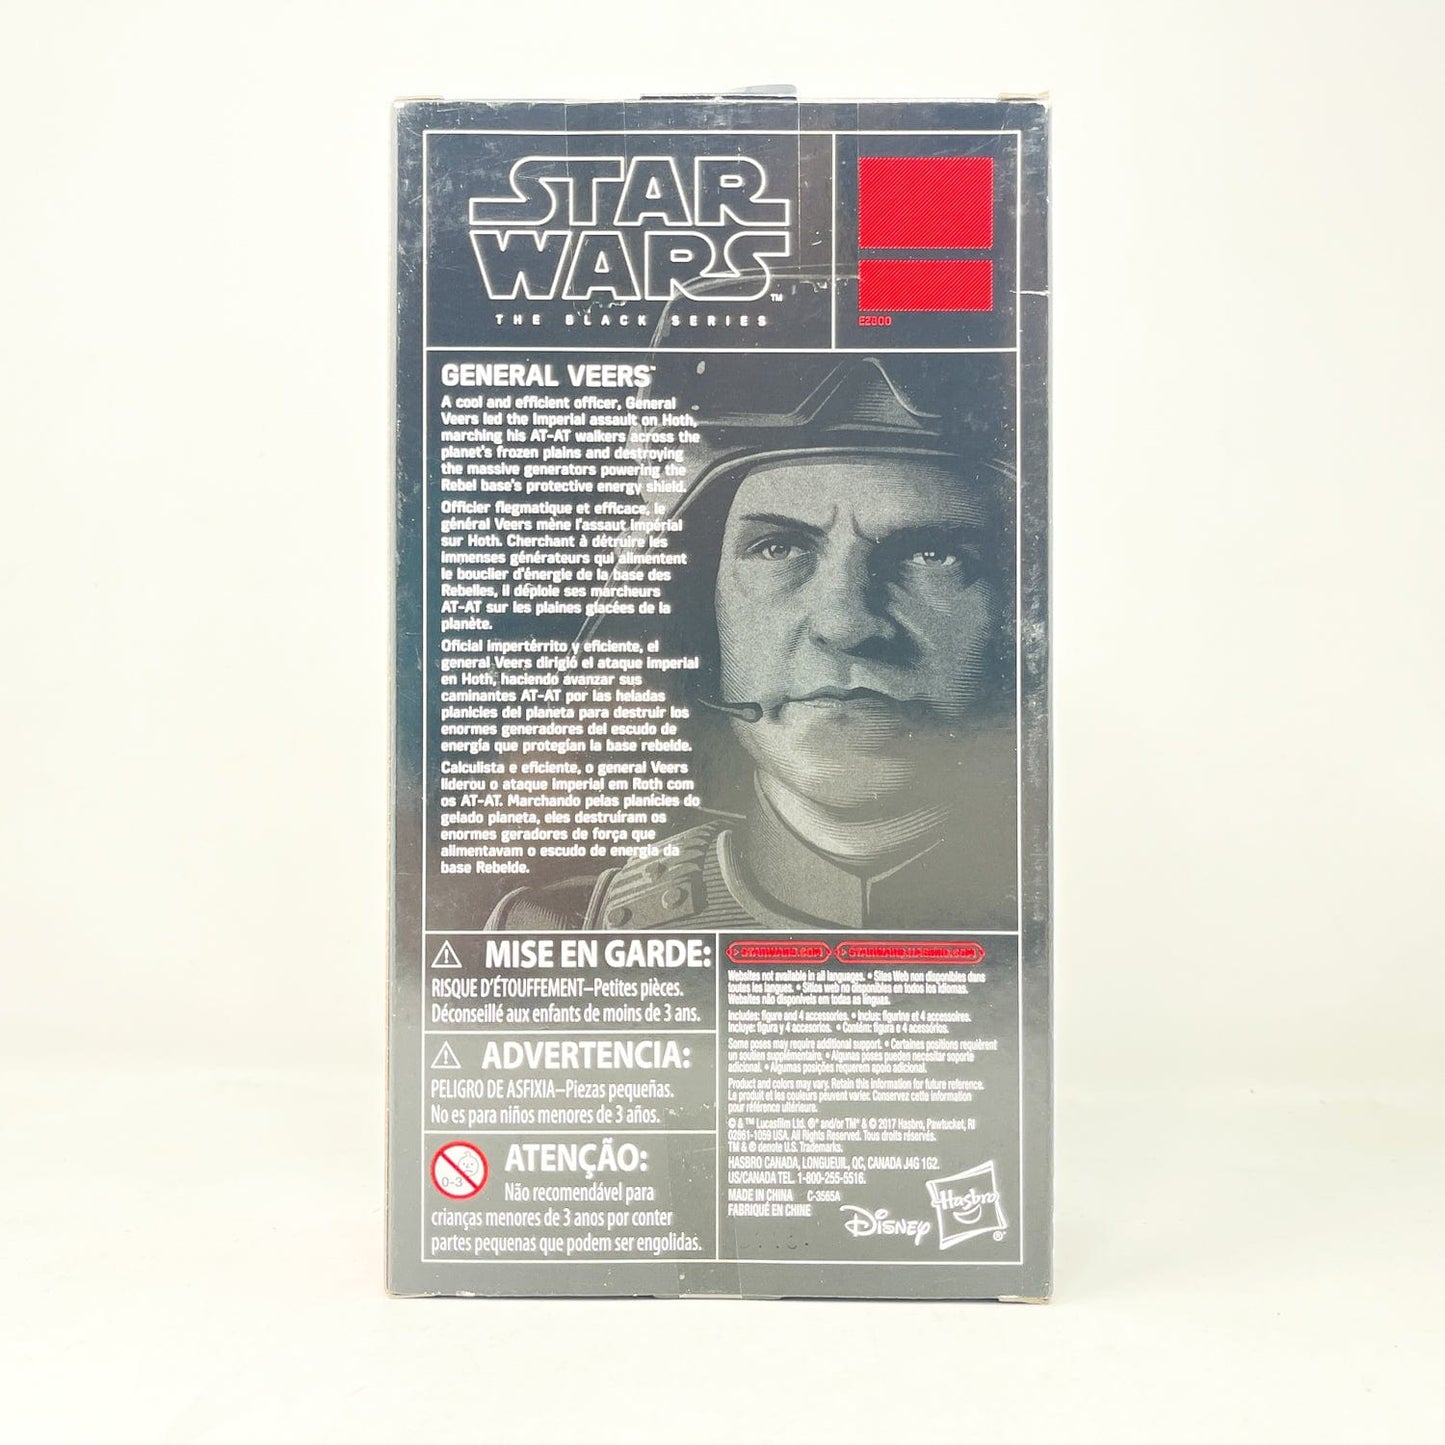 STAR
WARS™
THE BLACK SERIES
E2800
GENERAL VEERS™
A cool and efficient officer, General
Veers led the Imperial assault on Hoth,
marching his AT-AT walkers across the
planet's frozen plains and destroying
the massive generators powering the
Rebel base's protective energy shield.
Officier flegmatique et efficace, le
général Veers mène l'assaut Impérial
sur Hoth. Cherchant à détruire les
immenses générateurs qui alimentent
le bouclier d'énergie de la base des
Rebelles, il déploie ses marcheurs
AT-AT sur les plaines glacées de la
planète.
Oficial impertérrito y eficiente, el
general Veers dirigió el ataque imperial
en Hoth, haciendo avanzar sus
caminantes AT-AT por las heladas
planicies del planeta para destruir los
enormes generadores del escudo de
energía que protegían la base rebelde.
Calculista e eficiente, o general Veers
liderou o ataque imperial em Roth com
os AT-AT. Marchando pelas planícies do
gelado planeta, eles destruíram os
enormes geradores de força que
alimentavam o escudo de energia da
base Rebelde.
MISE EN GARDE:
RISQUE D'ÉTOUFFEMENT–Petites pièces.
Déconseillé aux enfants de moins de 3 ans.
ADVERTENCIA:
PELIGRO DE ASFIXIA–Piezas pequeñas.
No es para niños menores de 3 años.
0-3
ATENÇÃO:
Não recomendável para
crianças menores de 3 anos por conter
partes pequenas que podem ser engolidas.
STARWARS.COM STARWARS.HASBRO.COM
Websites not available in all languages. • Sites Web non disponibles dans
toutes les langues. • Sitios web no disponibles en todos los idiomas.
Websites não disponíveis em todas as línguas.
Includes: figure and 4 accessories. • Inclus: figurine et 4 accessoires.
Incluye: figura y 4 accesorios. • Contém: figura e 4 acessórios.
Some poses may require additional support. • Certaines positions requièrent
un soutien supplémentaire. • Algunas poses pueden necesitar soporte
adicional. • Algumas posições requerem apoio adicional.
Product and colors may vary. Retain this information for future reference.
Le produit et les couleurs peuvent varier. Conservez cette information
pour référence ultérieure.
© & ™ Lucasfilm Ltd. ®* and/or TM* & © 2017 Hasbro, Pawtucket, RI
02861-1059 USA. All Rights Reserved. Tous droits réservés.
TM & ® denote U.S. Trademarks.
HASBRO CANADA, LONGUEUIL, QC, CANADA J4G 1G2.
US/CANADA TEL. 1-800-255-5516.
MADE IN CHINA C-3565A
FABRIQUÉ EN CHINE
Disney
Hasbro®